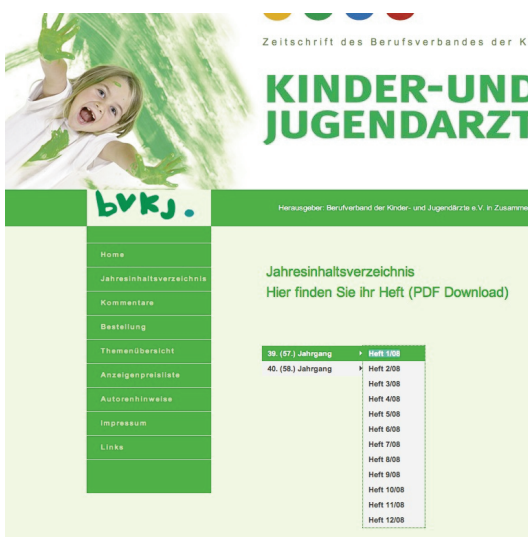 Zeitschrift des Berufsverbandes der K
KINDER-UND
JUGENDARZT
bvkj.
Herausgeber: Berufverband der Kinder- und Jugendärzte e.V. in Zusamme
Home
Jahresinhaltsverzeichnis
Kommentare
Bestellung
Themenübersicht
Anzeigenpreisliste
Autorenhinweise
Impressum
Links
Jahresinhaltsverzeichnis
Hier finden Sie ihr Heft (PDF Download)
39. (57.) Jahrgang
40. (58.) Jahrgang
Heft 1/08
Heft 2/08
Heft 3/08
Heft 4/08
Heft 5/08
Heft 6/08
Heft 7/08
Heft 8/08
Heft 9/08
Heft 10/08
Heft 11/08
Heft 12/08